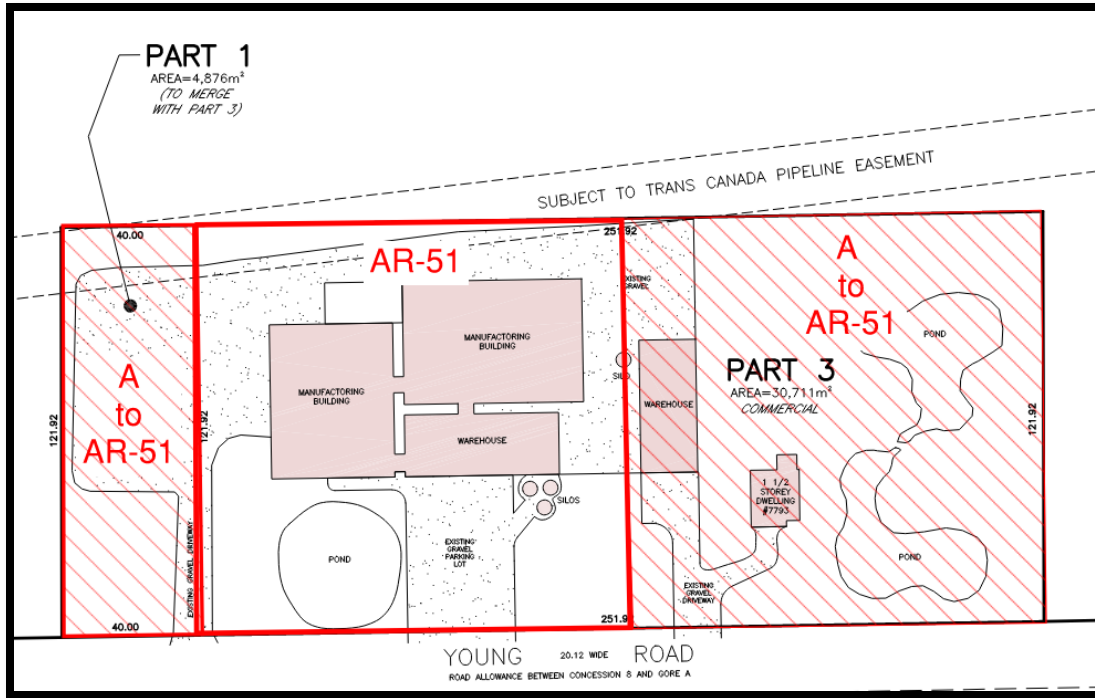 PART 1
AREA=4,876m²
(TO MERGE
WITH PART 3)
SUBJECT TO TRANS CANADA PIPELINE EASEMENT
40.00
251.92
AR-51
A
to
AR-51
EXISTING
GRAVEL
MANUFACTORING
BUILDING
MANUFACTORING
BUILDING
WAREHOUSE
SILO
WAREHOUSE
PART 3
AREA=30,711m²
COMMERCIAL
POND
A
to
AR-51
121.92
121.92
121.92
1 1/2
STOREY
DWELLING
#7793
SILOS
POND
EXISTING
GRAVEL
PARKING
LOT
POND
EXISTING GRAVEL DRIVEWAY
EXISTING
GRAVEL
DRIVEWAY
40.00
251.9
YOUNG 20.12 WIDE ROAD
ROAD ALLOWANCE BETWEEN CONCESSION 8 AND GORE A